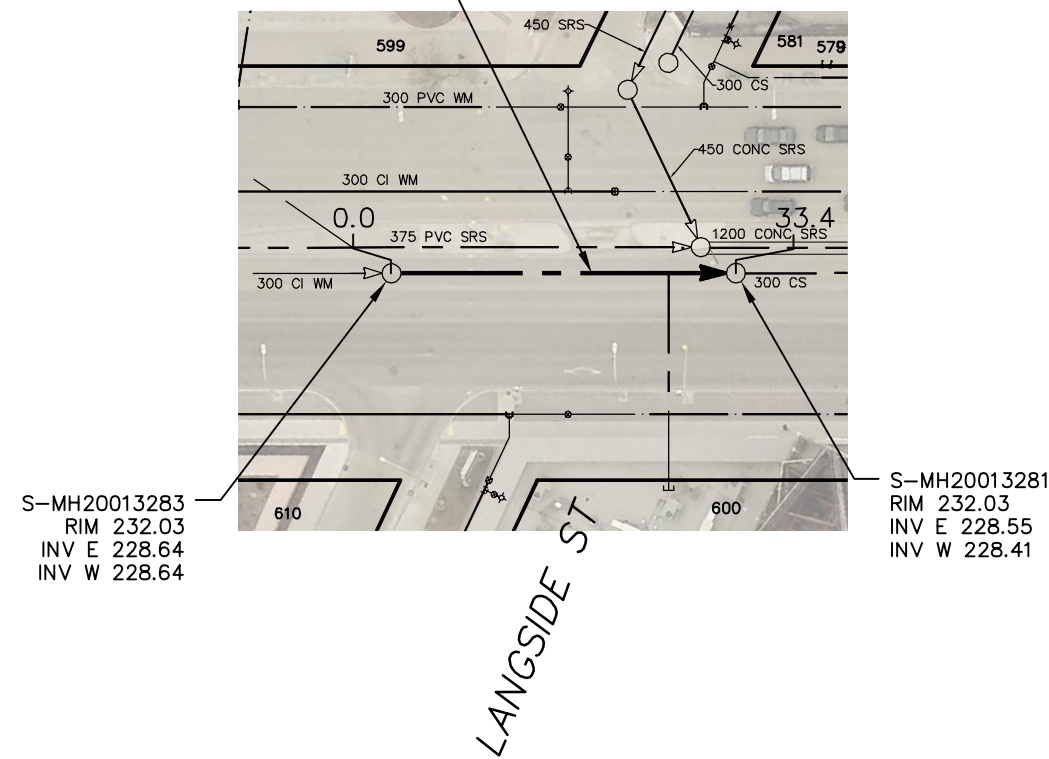 450 SRS
599
581
579
300 CS
300 PVC WM
450 CONC SRS
300 CI WM
0.0
33.4
375 PVC SRS
1200 CONC SRS
300 CI WM
300 CS
S-MH20013283
RIM 232.03
INV E 228.64
INV W 228.64
S-MH20013281
RIM 232.03
INV E 228.55
INV W 228.41
610
600
LANGSIDE ST